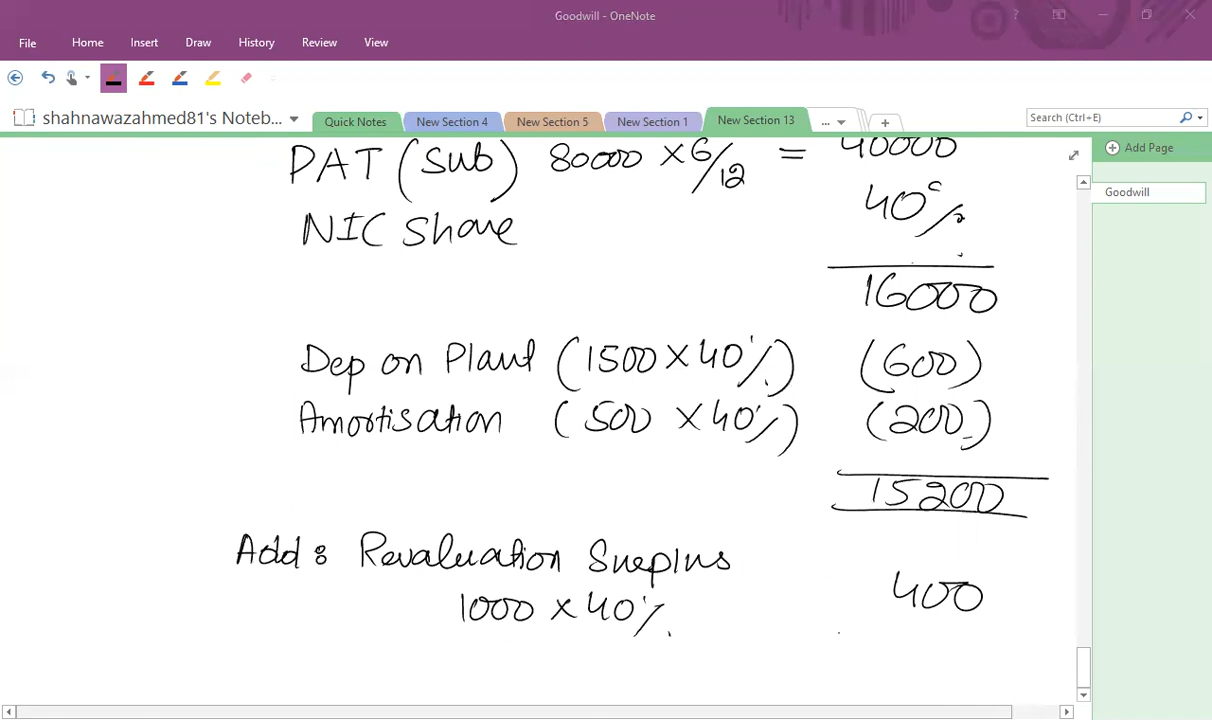 Goodwill - OneNote
File Home Insert Draw History Review View
shahnawazahmed81's Noteb... Quick Notes New Section 4 New Section 5 New Section 1 New Section 13 ... Search (Ctrl+E)
Add Page
Goodwill
PAT (Sub) 80000 × 6/12 = 40000
NIC Share 40%
16000
Dep on Plant (1500 × 40%) (600)
Amortisation (500 × 40%) (200)
15200
Add: Revaluation Surplus
1000 × 40% 400